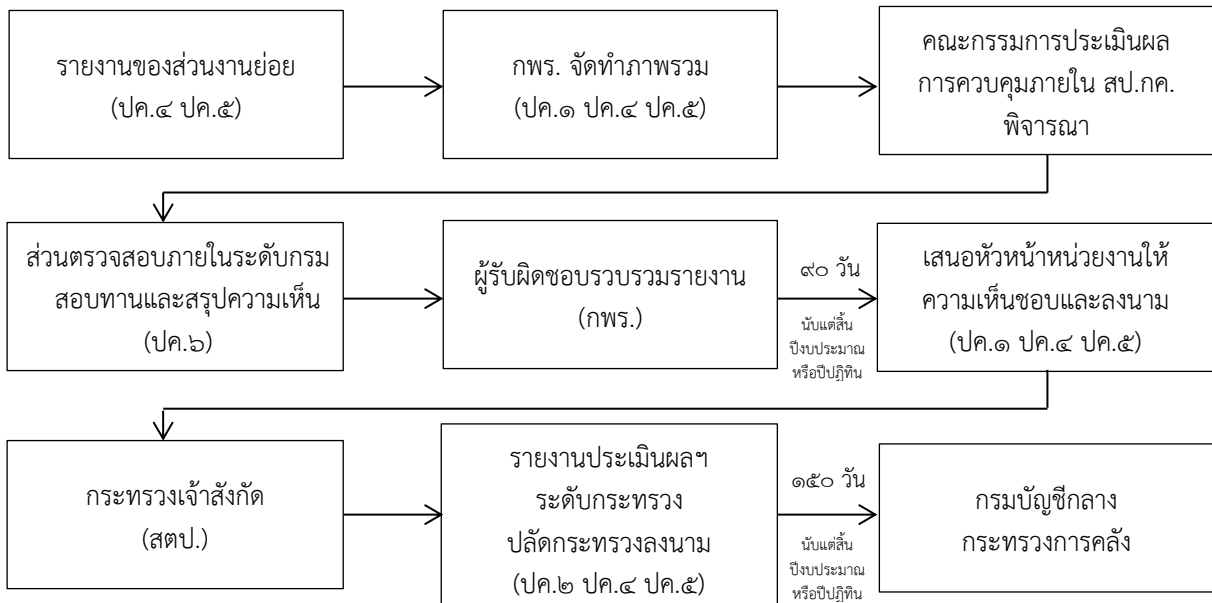 รายงานของส่วนงานย่อย
(ปค.๔ ปค.๕)
กพร. จัดทำภาพรวม
(ปค.๑ ปค.๔ ปค.๕)
คณะกรรมการประเมินผล
การควบคุมภายใน สป.กค.
พิจารณา
ส่วนตรวจสอบภายในระดับกรม
สอบทานและสรุปความเห็น
(ปค.๖)
ผู้รับผิดชอบรวบรวมรายงาน
(กพร.)
๙๐ วัน
นับแต่สิ้น
ปีงบประมาณ
หรือปีปฏิทิน
เสนอหัวหน้าหน่วยงานให้
ความเห็นชอบและลงนาม
(ปค.๑ ปค.๔ ปค.๕)
กระทรวงเจ้าสังกัด
(สตป.)
รายงานประเมินผลฯ
ระดับกระทรวง
ปลัดกระทรวงลงนาม
(ปค.๒ ปค.๔ ปค.๕)
๑๕๐ วัน
นับแต่สิ้น
ปีงบประมาณ
หรือปีปฏิทิน
กรมบัญชีกลาง
กระทรวงการคลัง